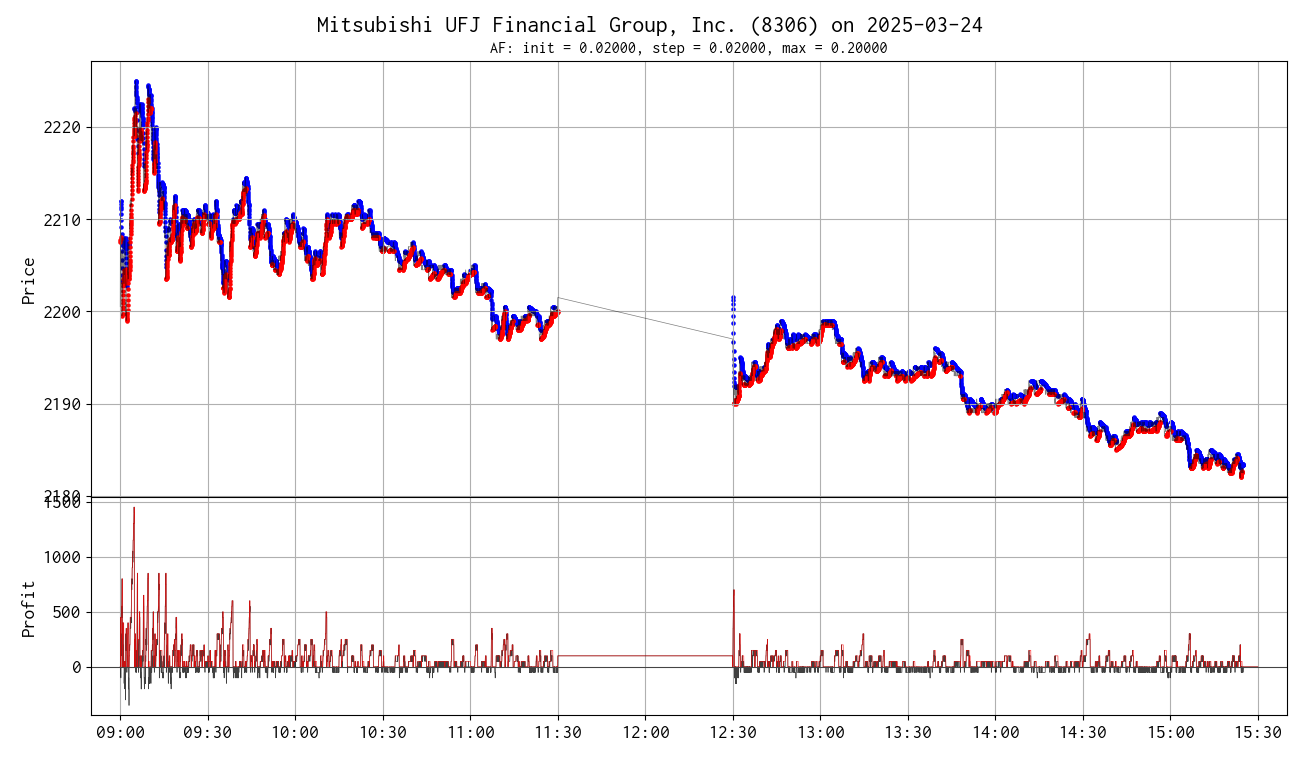 Mitsubishi UFJ Financial Group, Inc. (8306) on 2025-03-24
AF: init = 0.02000, step = 0.02000, max = 0.20000
Price
2220
2210
2200
2190
2180
Profit
1500
1000
500
0
09:00 09:30 10:00 10:30 11:00 11:30 12:00 12:30 13:00 13:30 14:00 14:30 15:00 15:30